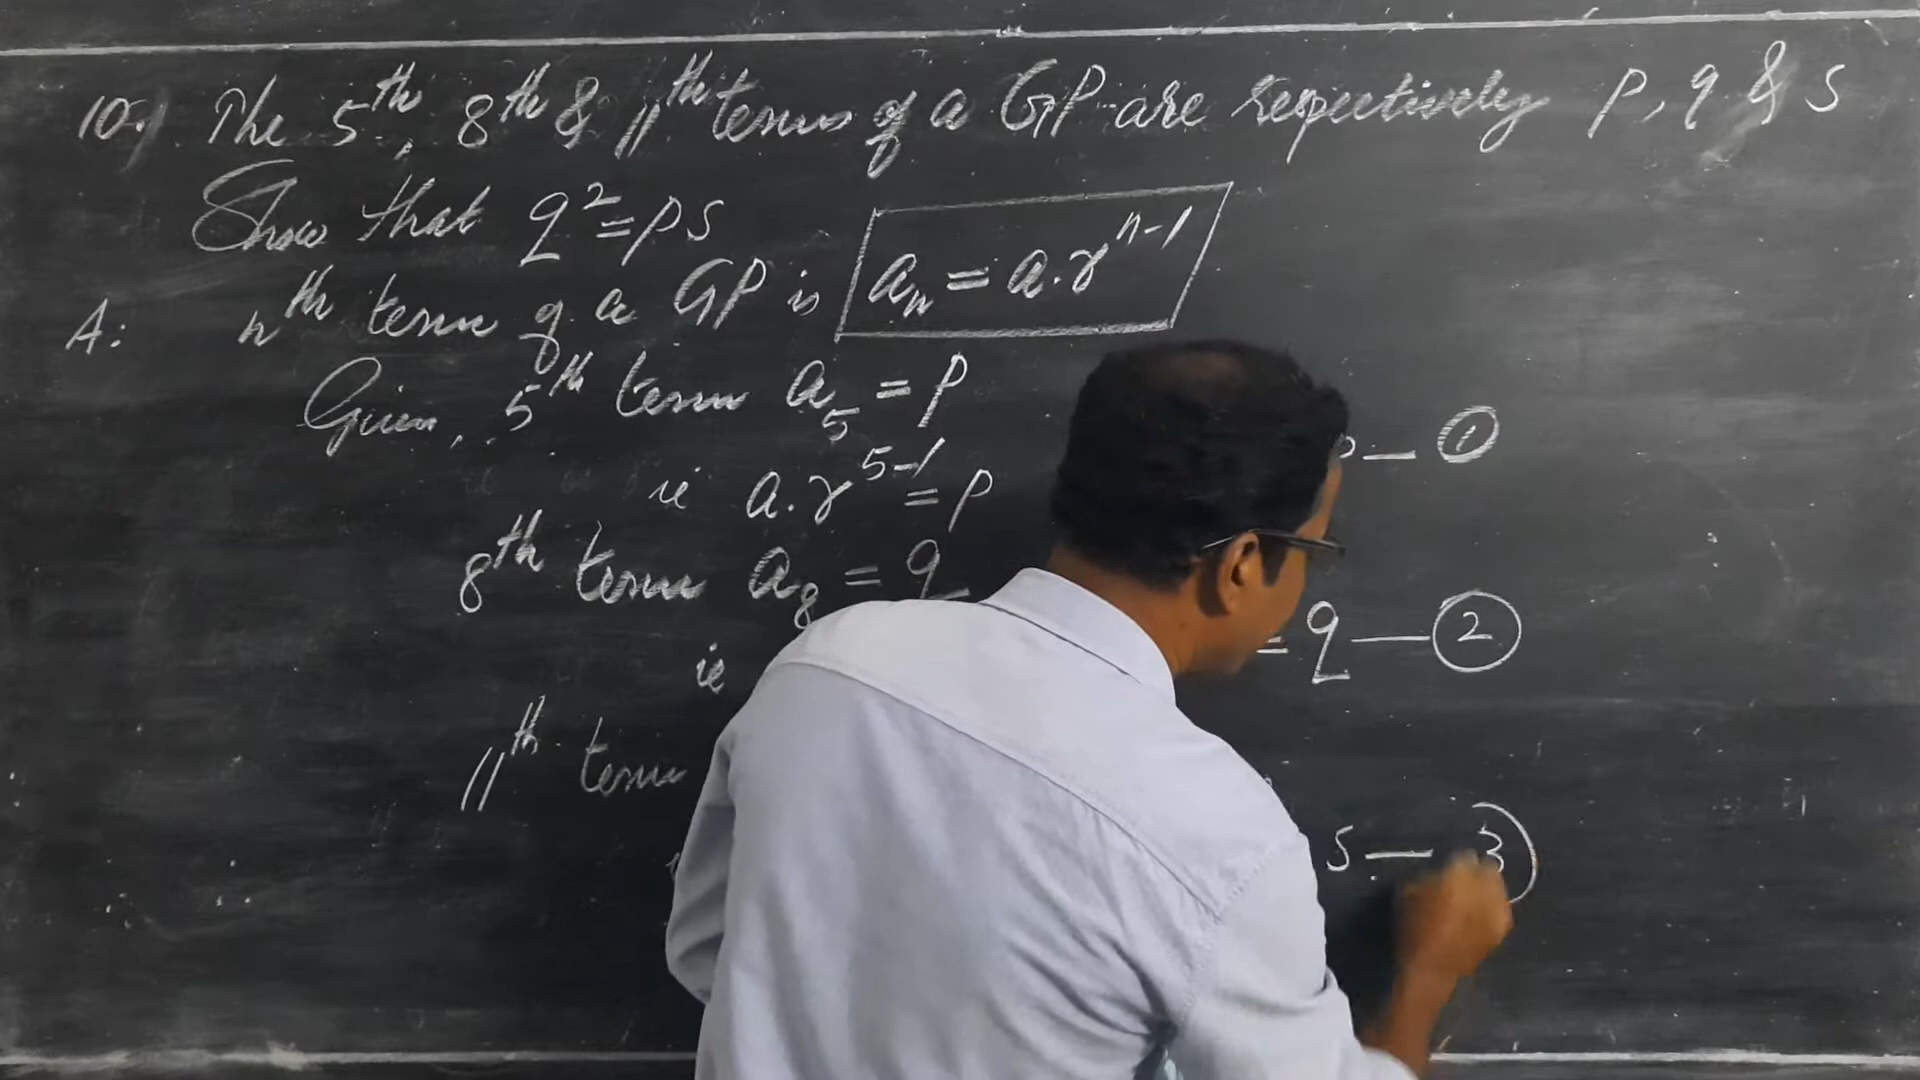 10.) The 5th, 8th & 11th terms of a GP are respectively p, q & s
Show that q² = ps
A: nth term of a GP is aₙ = a.r^(n-1)
Given, 5th term a₅ = p
ie a.r^(5-1) = p — ①
8th term a₈ = q
ie = q — ②
11th term
s — 3